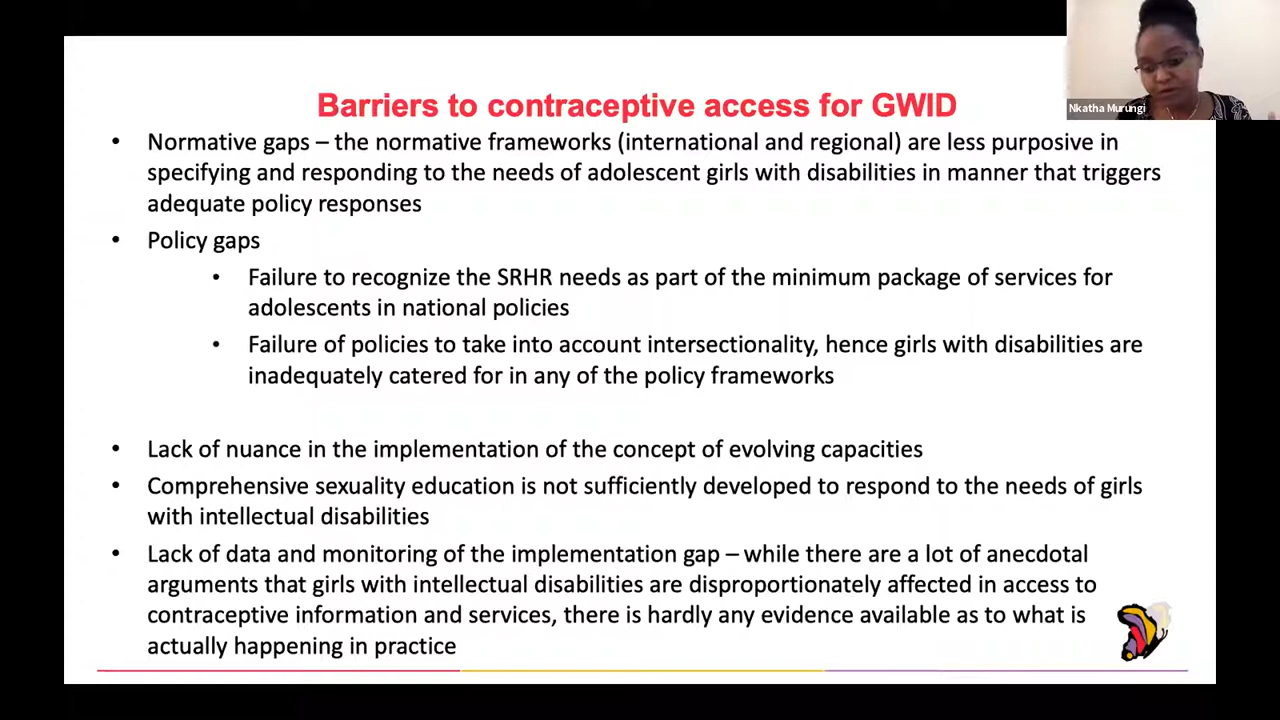 Barriers to contraceptive access for GWID
• Normative gaps – the normative frameworks (international and regional) are less purposive in
specifying and responding to the needs of adolescent girls with disabilities in manner that triggers
adequate policy responses
• Policy gaps
• Failure to recognize the SRHR needs as part of the minimum package of services for
adolescents in national policies
• Failure of policies to take into account intersectionality, hence girls with disabilities are
inadequately catered for in any of the policy frameworks
• Lack of nuance in the implementation of the concept of evolving capacities
• Comprehensive sexuality education is not sufficiently developed to respond to the needs of girls
with intellectual disabilities
• Lack of data and monitoring of the implementation gap – while there are a lot of anecdotal
arguments that girls with intellectual disabilities are disproportionately affected in access to
contraceptive information and services, there is hardly any evidence available as to what is
actually happening in practice
Nkatha Murungi